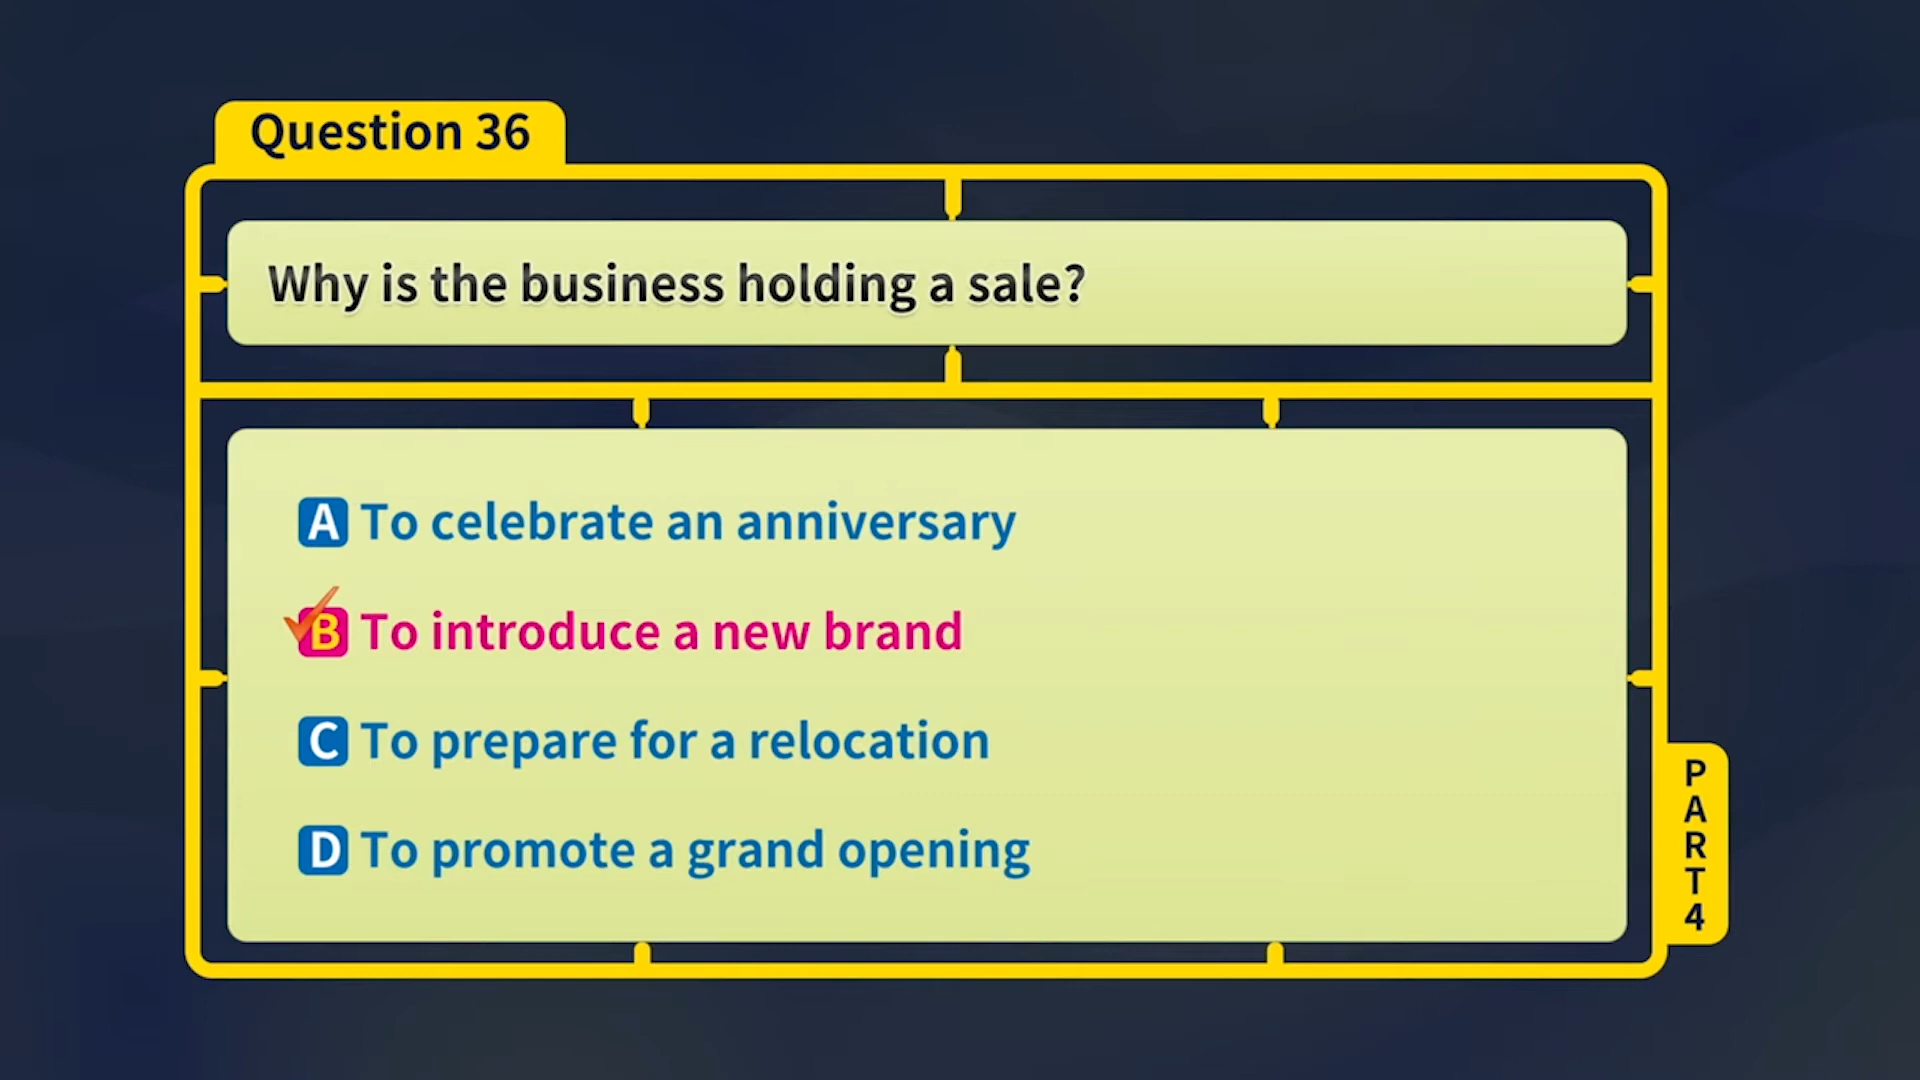 Question 36
Why is the business holding a sale?
A To celebrate an anniversary
B To introduce a new brand
C To prepare for a relocation
D To promote a grand opening
PART4